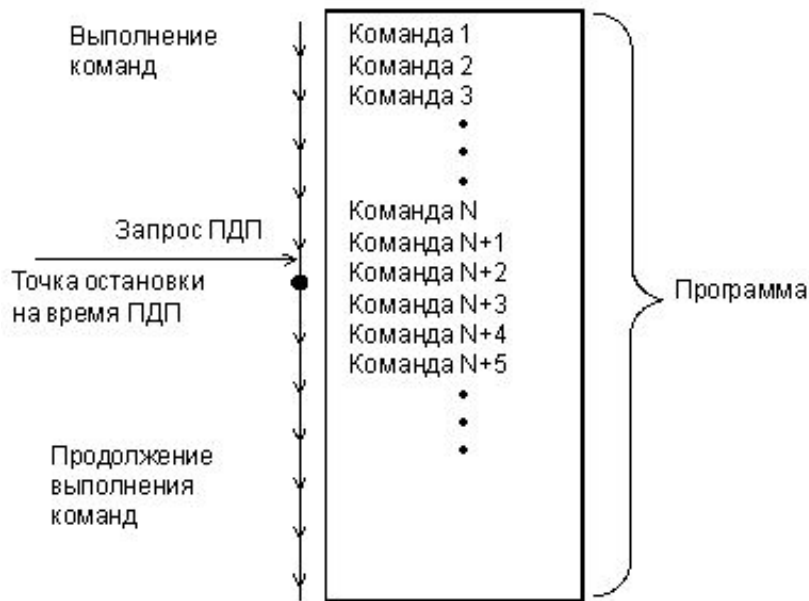 Выполнение
команд
Запрос ПДП
Точка остановки
на время ПДП
Продолжение
выполнения
команд
Команда 1
Команда 2
Команда 3
Команда N
Команда N+1
Команда N+2
Команда N+3
Команда N+4
Команда N+5
Программа